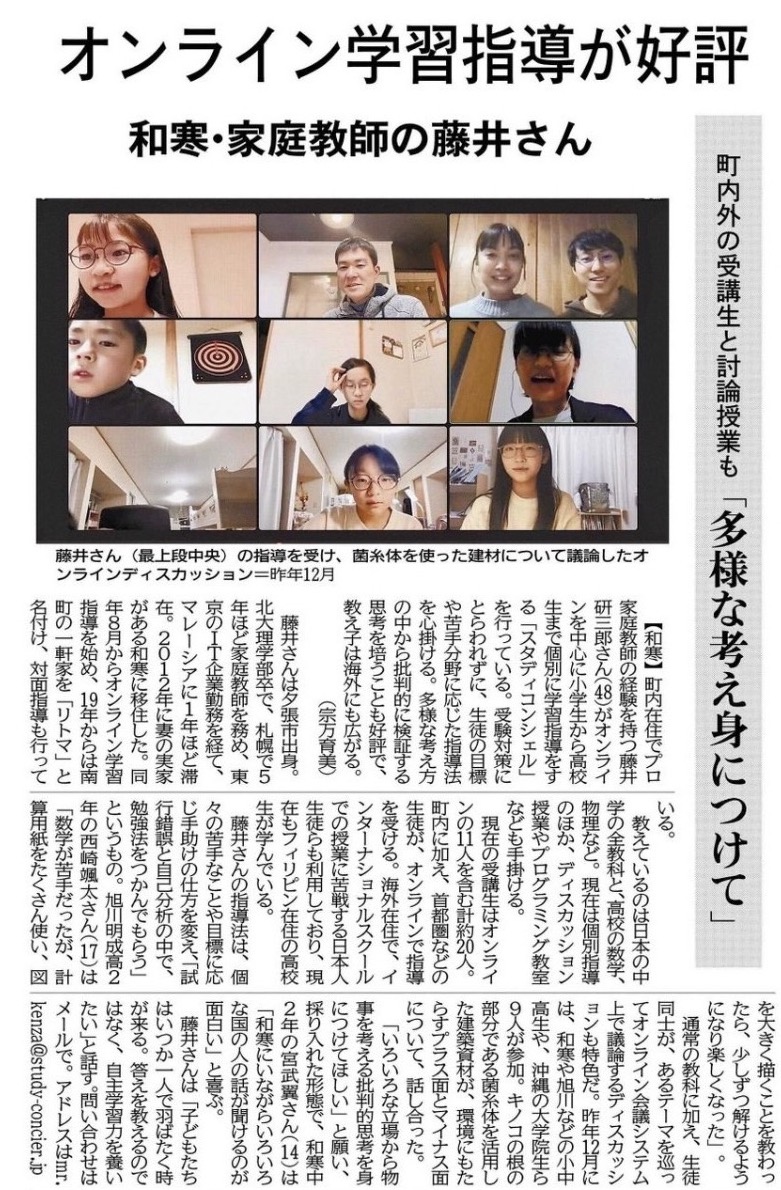 オンライン学習指導が好評
和寒・家庭教師の藤井さん
町内外の受講生と討論授業も「多様な考え身につけて」
藤井さん（最上段中央）の指導を受け、菌糸体を使った建材について議論したオ
ンラインディスカッション＝昨年12月
【和寒】町内在住でプロ
家庭教師の経験を持つ藤井
研三郎さん（48）がオンライ
ンを中心に小学生から高校
生まで個別に学習指導をす
る「スタディコンシェル」
を行っている。受験対策に
とらわれずに、生徒の目標
や苦手分野に応じた指導法
を心掛ける。多様な考え方
の中から批判的に検証する
思考を培うことも好評で、
教え子は海外にも広がる。
（宗万育美）
藤井さんは夕張市出身。
北大理学部卒で、札幌で５
年ほど家庭教師を務め、東
京のＩＴ企業勤務を経て、
マレーシアに１年ほど滞
在。２０１２年に妻の実家
がある和寒に移住した。同
年８月からオンライン学習
指導を始め、19年からは南
町の一軒家を「リトマ」と
名付け、対面指導も行って
いる。
教えているのは日本の中
学の全教科と、高校の数学、
物理など。現在は個別指導
のほか、ディスカッション
授業やプログラミング教室
なども手掛ける。
現在の受講生はオンライ
ンの11人を含む計約20人。
町内に加え、首都圏などの
生徒が、オンラインで指導
を受ける。海外在住で、イ
ンターナショナルスクール
での授業に苦戦する日本人
生徒らも利用しており、現
在もフィリピン在住の高校
生が学んでいる。
藤井さんの指導法は、個
々の苦手なことや目標に応
じ手助けの仕方を変え、「試
行錯誤と自己分析の中で、
勉強法をつかんでもらう」
というもの。旭川明成高２
年の西崎颯太さん（17）は
「数学が苦手だったが、計
算用紙をたくさん使い、図
を大きく描くことを教わっ
たら、少しずつ解けるよう
になり楽しくなった」。
通常の教科に加え、生徒
同士が、あるテーマを巡っ
てオンライン会議システム
上で議論するディスカッシ
ョンも特色だ。昨年12月に
は、和寒や旭川などの小中
高生や、沖縄の大学院生ら
９人が参加。キノコの根の
部分である菌糸体を活用し
た建築資材が、環境にもた
らすプラス面とマイナス面
について、話し合った。
「いろいろな立場から物
事を考える批判的思考を身
につけてほしい」と願い、
採り入れた形態で、和寒中
２年の宮武翼さん（14）は
「和寒にいながらいろいろ
な国の人の話が聞けるのが
面白い」と喜ぶ。
藤井さんは「子どもたち
はいつか一人で羽ばたく時
が来る。答えを教えるので
はなく、自主学習力を養い
たい」と話す。問い合わせは
メールで。アドレスはmr.
kenza@study-concier.jp